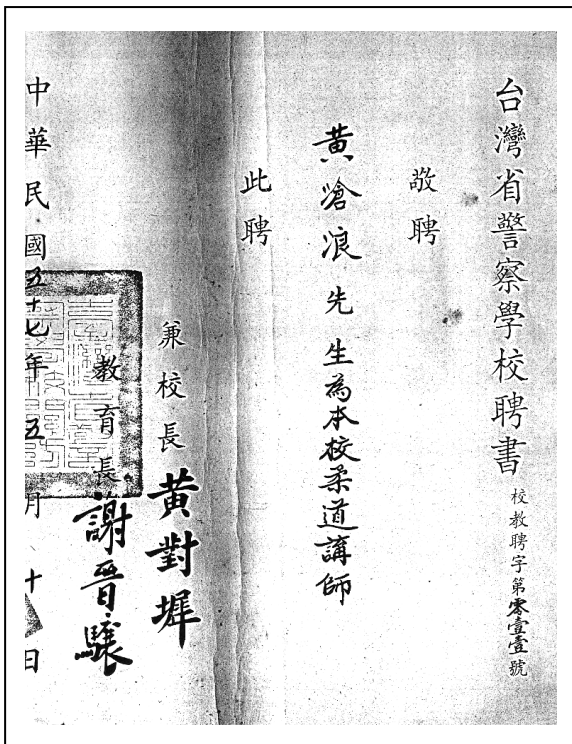 台灣省警察學校聘書
校教聘字第零壹壹號
敬聘
黃滄浪先生為本校柔道講師
此聘
兼校長黃對墀
教育長謝晉驤
中華民國五十七年五月十日